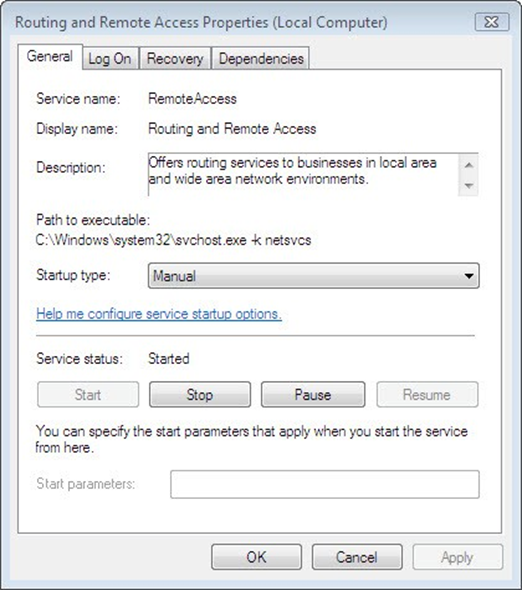 Routing and Remote Access Properties (Local Computer)
General Log On Recovery Dependencies
Service name: RemoteAccess
Display name: Routing and Remote Access
Description: Offers routing services to businesses in local area
and wide area network environments.
Path to executable:
C:\Windows\system32\svchost.exe -k netsvcs
Startup type: Manual
Help me configure service startup options.
Service status: Started
Start Stop Pause Resume
You can specify the start parameters that apply when you start the service
from here.
Start parameters:
OK Cancel Apply